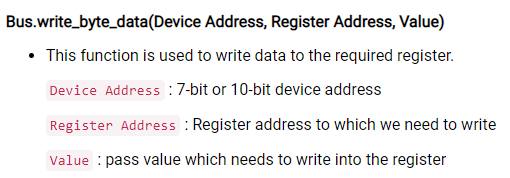 Bus.write_byte_data(Device Address, Register Address, Value)
• This function is used to write data to the required register.
Device Address : 7-bit or 10-bit device address
Register Address : Register address to which we need to write
Value : pass value which needs to write into the register